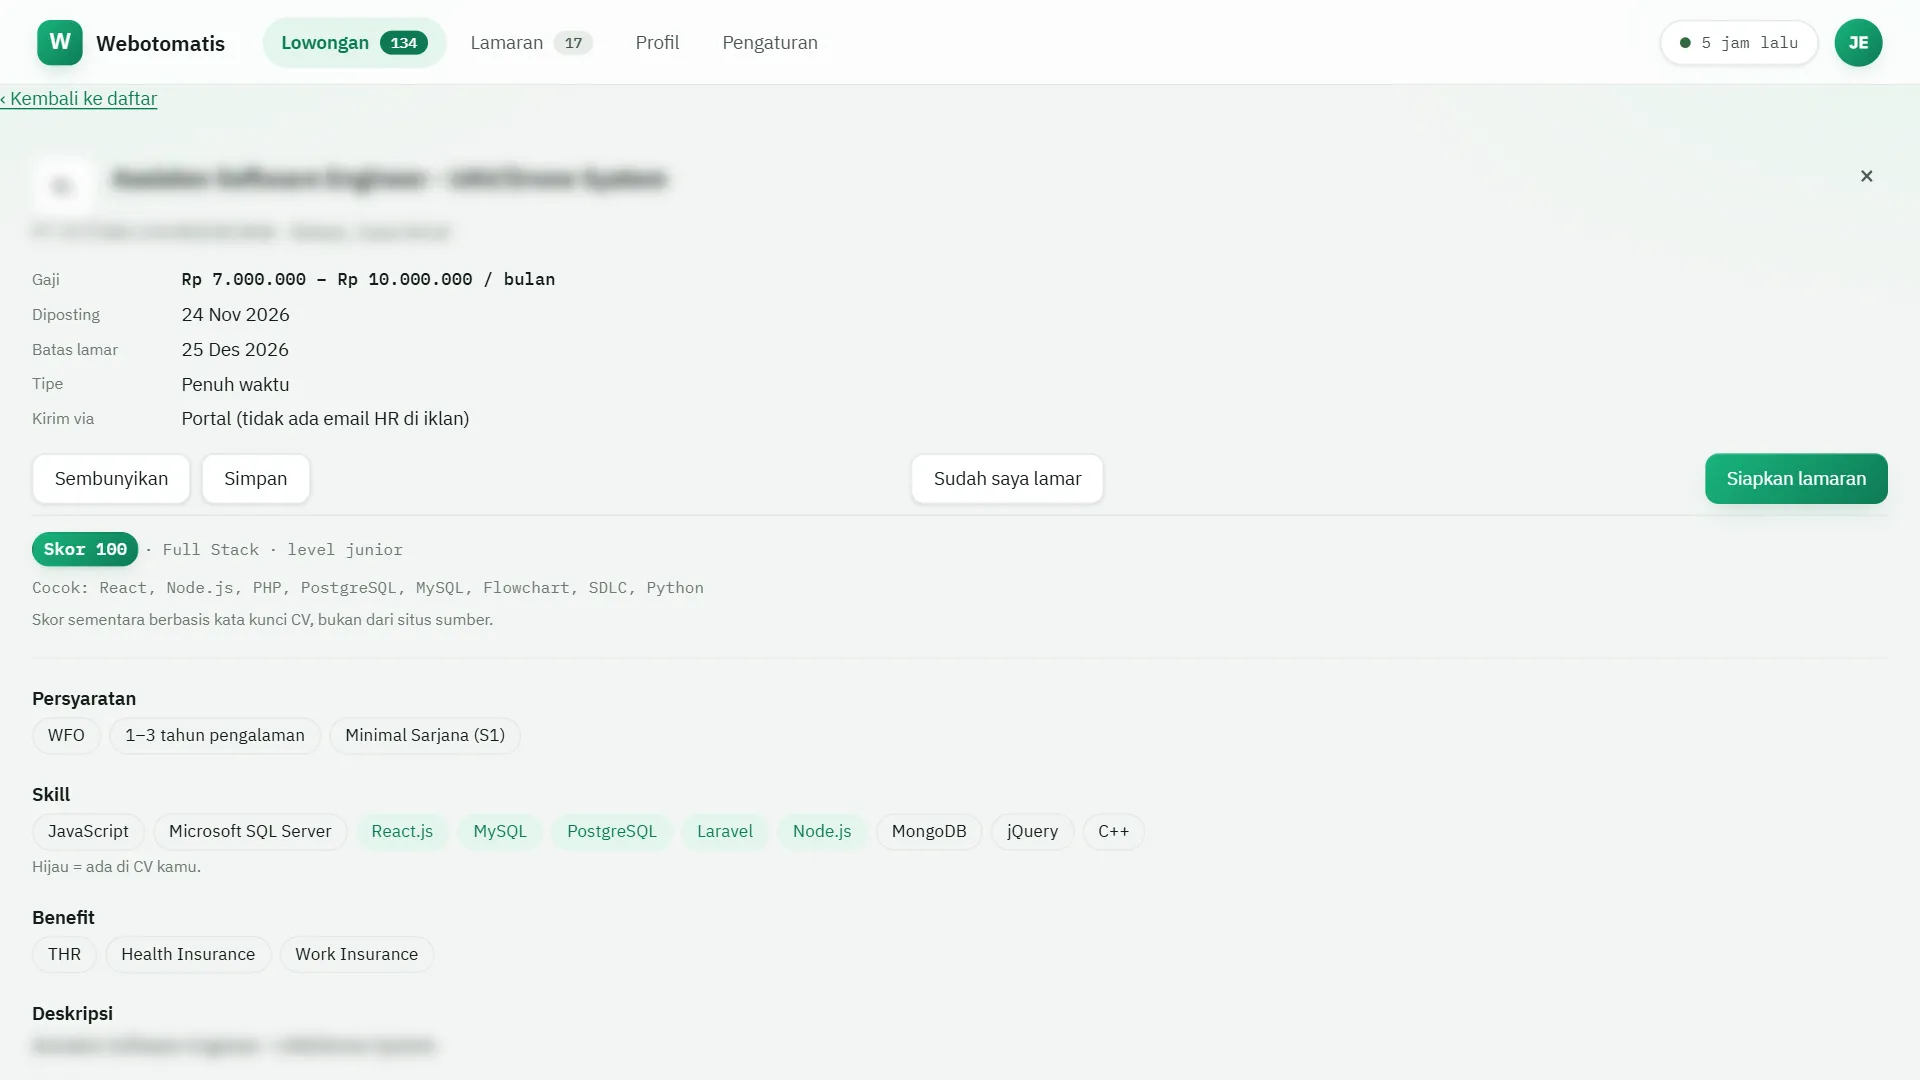 W Webotomatis Lowongan 134 Lamaran 17 Profil Pengaturan 5 jam lalu JE
‹ Kembali ke daftar
×
Gaji Rp 7.000.000 – Rp 10.000.000 / bulan
Diposting 24 Nov 2026
Batas lamar 25 Des 2026
Tipe Penuh waktu
Kirim via Portal (tidak ada email HR di iklan)
Sembunyikan Simpan Sudah saya lamar Siapkan lamaran
Skor 100 · Full Stack · level junior
Cocok: React, Node.js, PHP, PostgreSQL, MySQL, Flowchart, SDLC, Python
Skor sementara berbasis kata kunci CV, bukan dari situs sumber.
Persyaratan
WFO 1–3 tahun pengalaman Minimal Sarjana (S1)
Skill
JavaScript Microsoft SQL Server React.js MySQL PostgreSQL Laravel Node.js MongoDB jQuery C++
Hijau = ada di CV kamu.
Benefit
THR Health Insurance Work Insurance
Deskripsi